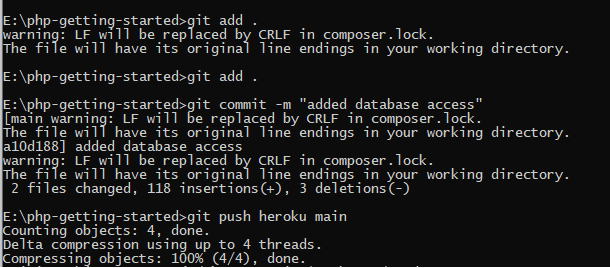 E:\php-getting-started>git add .
warning: LF will be replaced by CRLF in composer.lock.
The file will have its original line endings in your working directory.
E:\php-getting-started>git add .
E:\php-getting-started>git commit -m "added database access"
[main warning: LF will be replaced by CRLF in composer.lock.
The file will have its original line endings in your working directory.
a10d188] added database access
warning: LF will be replaced by CRLF in composer.lock.
The file will have its original line endings in your working directory.
 2 files changed, 118 insertions(+), 3 deletions(-)
E:\php-getting-started>git push heroku main
Counting objects: 4, done.
Delta compression using up to 4 threads.
Compressing objects: 100% (4/4), done.